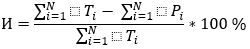 И = (∑_{i=1}^{N} ⬚ T_i − ∑_{i=1}^{N} ⬚ P_i) / (∑_{i=1}^{N} ⬚ T_i) * 100 %